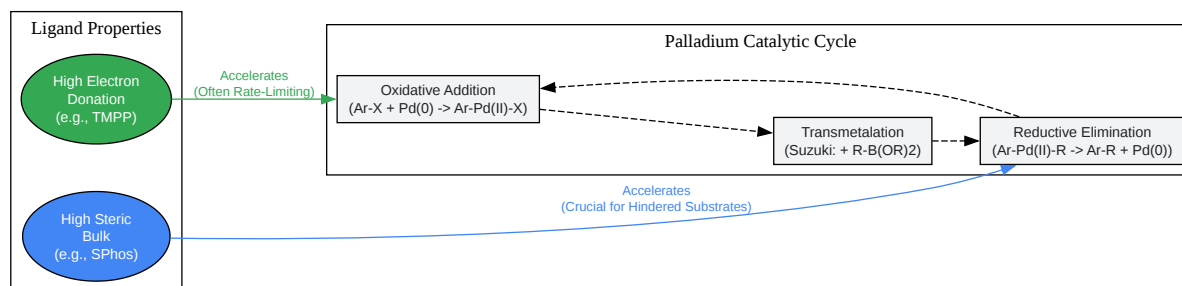 Ligand Properties
High Electron
Donation
(e.g., TMPP)
High Steric
Bulk
(e.g., SPhos)
Accelerates
(Often Rate-Limiting)
Palladium Catalytic Cycle
Oxidative Addition
(Ar-X + Pd(0) -> Ar-Pd(II)-X)
Transmetalation
(Suzuki: + R-B(OR)2)
Reductive Elimination
(Ar-Pd(II)-R -> Ar-R + Pd(0))
Accelerates
(Crucial for Hindered Substrates)